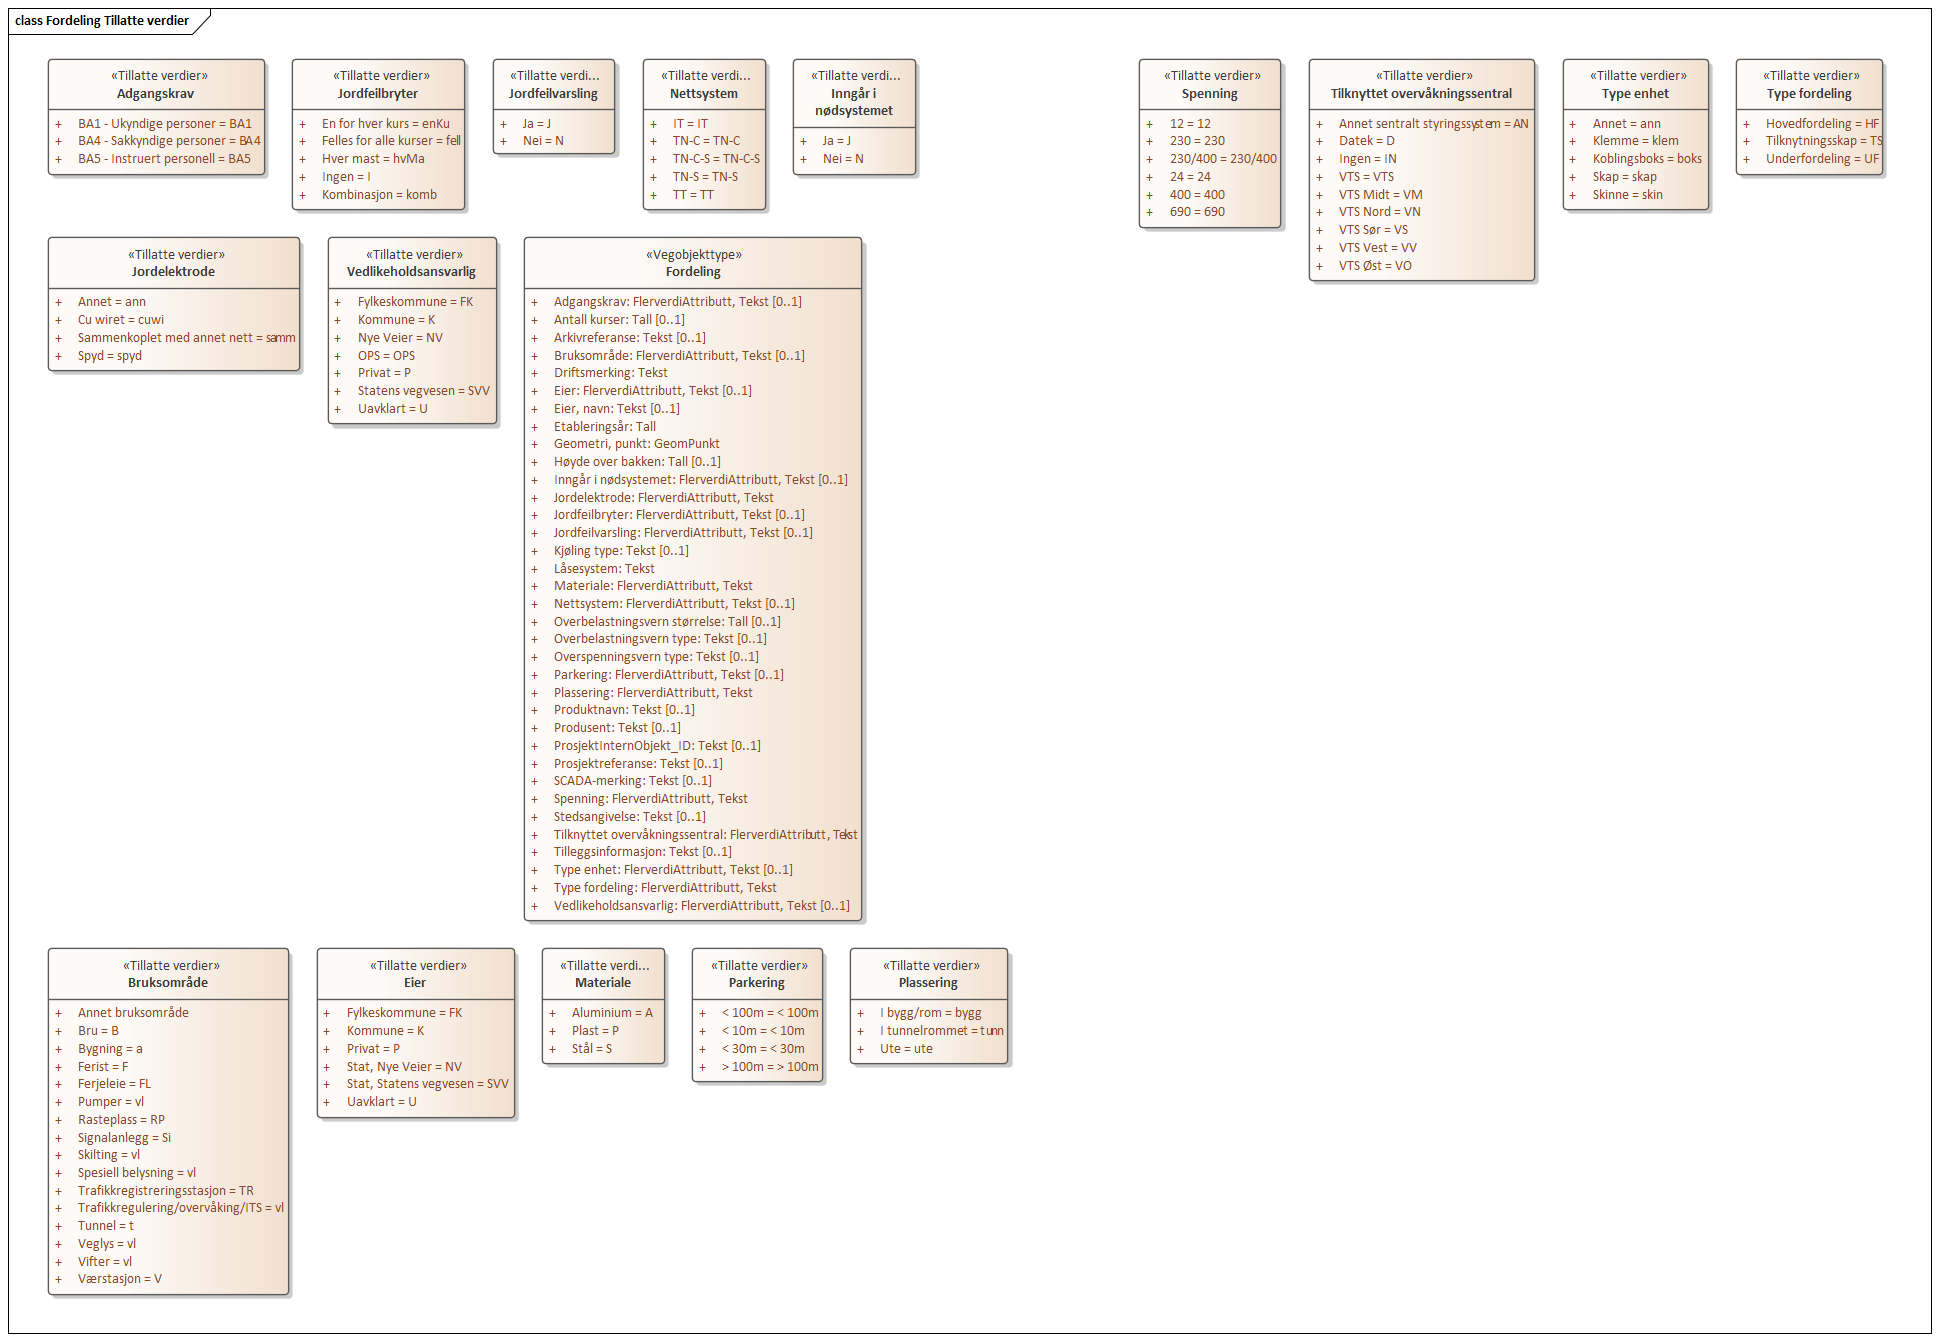 class Fordeling Tillatte verdier
«Tillatte verdier»
Adgangskrav
+ BA1 - Ukyndige personer = BA1
+ BA4 - Sakkyndige personer = BA4
+ BA5 - Instruert personell = BA5
«Tillatte verdier»
Jordfeilbryter
+ En for hver kurs = enKu
+ Felles for alle kurser = fell
+ Hver mast = hvMa
+ Ingen = I
+ Kombinasjon = komb
«Tillatte verdi...
Jordfeilvarsling
+ Ja = J
+ Nei = N
«Tillatte verdi...
Nettsystem
+ IT = IT
+ TN-C = TN-C
+ TN-C-S = TN-C-S
+ TN-S = TN-S
+ TT = TT
«Tillatte verdi...
Inngår i
nødsystemet
+ Ja = J
+ Nei = N
«Tillatte verdier»
Spenning
+ 12 = 12
+ 230 = 230
+ 230/400 = 230/400
+ 24 = 24
+ 400 = 400
+ 690 = 690
«Tillatte verdier»
Tilknyttet overvåkningssentral
+ Annet sentralt styringssystem = AN
+ Datek = D
+ Ingen = IN
+ VTS = VTS
+ VTS Midt = VM
+ VTS Nord = VN
+ VTS Sør = VS
+ VTS Vest = VV
+ VTS Øst = VO
«Tillatte verdier»
Type enhet
+ Annet = ann
+ Klemme = klem
+ Koblingsboks = boks
+ Skap = skap
+ Skinne = skin
«Tillatte verdier»
Type fordeling
+ Hovedfordeling = HF
+ Tilknytningsskap = TS
+ Underfordeling = UF
«Tillatte verdier»
Jordelektrode
+ Annet = ann
+ Cu wiret = cuwi
+ Sammenkoplet med annet nett = samm
+ Spyd = spyd
«Tillatte verdier»
Vedlikeholdsansvarlig
+ Fylkeskommune = FK
+ Kommune = K
+ Nye Veier = NV
+ OPS = OPS
+ Privat = P
+ Statens vegvesen = SVV
+ Uavklart = U
«Vegobjekttype»
Fordeling
+ Adgangskrav: FlerverdiAttributt, Tekst [0..1]
+ Antall kurser: Tall [0..1]
+ Arkivreferanse: Tekst [0..1]
+ Bruksområde: FlerverdiAttributt, Tekst [0..1]
+ Driftsmerking: Tekst
+ Eier: FlerverdiAttributt, Tekst [0..1]
+ Eier, navn: Tekst [0..1]
+ Etableringsår: Tall
+ Geometri, punkt: GeomPunkt
+ Høyde over bakken: Tall [0..1]
+ Inngår i nødsystemet: FlerverdiAttributt, Tekst [0..1]
+ Jordelektrode: FlerverdiAttributt, Tekst
+ Jordfeilbryter: FlerverdiAttributt, Tekst [0..1]
+ Jordfeilvarsling: FlerverdiAttributt, Tekst [0..1]
+ Kjøling type: Tekst [0..1]
+ Låsesystem: Tekst
+ Materiale: FlerverdiAttributt, Tekst
+ Nettsystem: FlerverdiAttributt, Tekst [0..1]
+ Overbelastningsvern størrelse: Tall [0..1]
+ Overbelastningsvern type: Tekst [0..1]
+ Overspenningsvern type: Tekst [0..1]
+ Parkering: FlerverdiAttributt, Tekst [0..1]
+ Plassering: FlerverdiAttributt, Tekst
+ Produktnavn: Tekst [0..1]
+ Produsent: Tekst [0..1]
+ ProsjektInternObjekt_ID: Tekst [0..1]
+ Prosjektreferanse: Tekst [0..1]
+ SCADA-merking: Tekst [0..1]
+ Spenning: FlerverdiAttributt, Tekst
+ Stedsangivelse: Tekst [0..1]
+ Tilknyttet overvåkningssentral: FlerverdiAttributt, Tekst
+ Tilleggsinformasjon: Tekst [0..1]
+ Type enhet: FlerverdiAttributt, Tekst [0..1]
+ Type fordeling: FlerverdiAttributt, Tekst
+ Vedlikeholdsansvarlig: FlerverdiAttributt, Tekst [0..1]
«Tillatte verdier»
Bruksområde
+ Annet bruksområde
+ Bru = B
+ Bygning = a
+ Ferist = F
+ Ferjeleie = FL
+ Pumper = vl
+ Rasteplass = RP
+ Signalanlegg = Si
+ Skilting = vl
+ Spesiell belysning = vl
+ Trafikkregistreringsstasjon = TR
+ Trafikkregulering/overvåking/ITS = vl
+ Tunnel = t
+ Veglys = vl
+ Vifter = vl
+ Værstasjon = V
«Tillatte verdier»
Eier
+ Fylkeskommune = FK
+ Kommune = K
+ Privat = P
+ Stat, Nye Veier = NV
+ Stat, Statens vegvesen = SVV
+ Uavklart = U
«Tillatte verdi...
Materiale
+ Aluminium = A
+ Plast = P
+ Stål = S
«Tillatte verdier»
Parkering
+ < 100m = < 100m
+ < 10m = < 10m
+ < 30m = < 30m
+ > 100m = > 100m
«Tillatte verdier»
Plassering
+ I bygg/rom = bygg
+ I tunnelrommet = tunn
+ Ute = ute